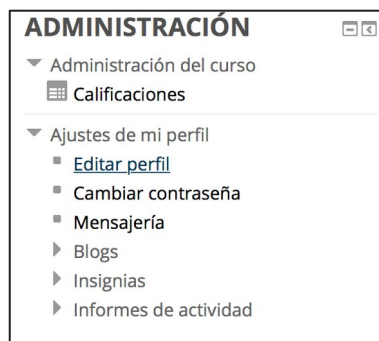 ADMINISTRACIÓN
Administración del curso
Calificaciones
Ajustes de mi perfil
Editar perfil
Cambiar contraseña
Mensajería
Blogs
Insignias
Informes de actividad